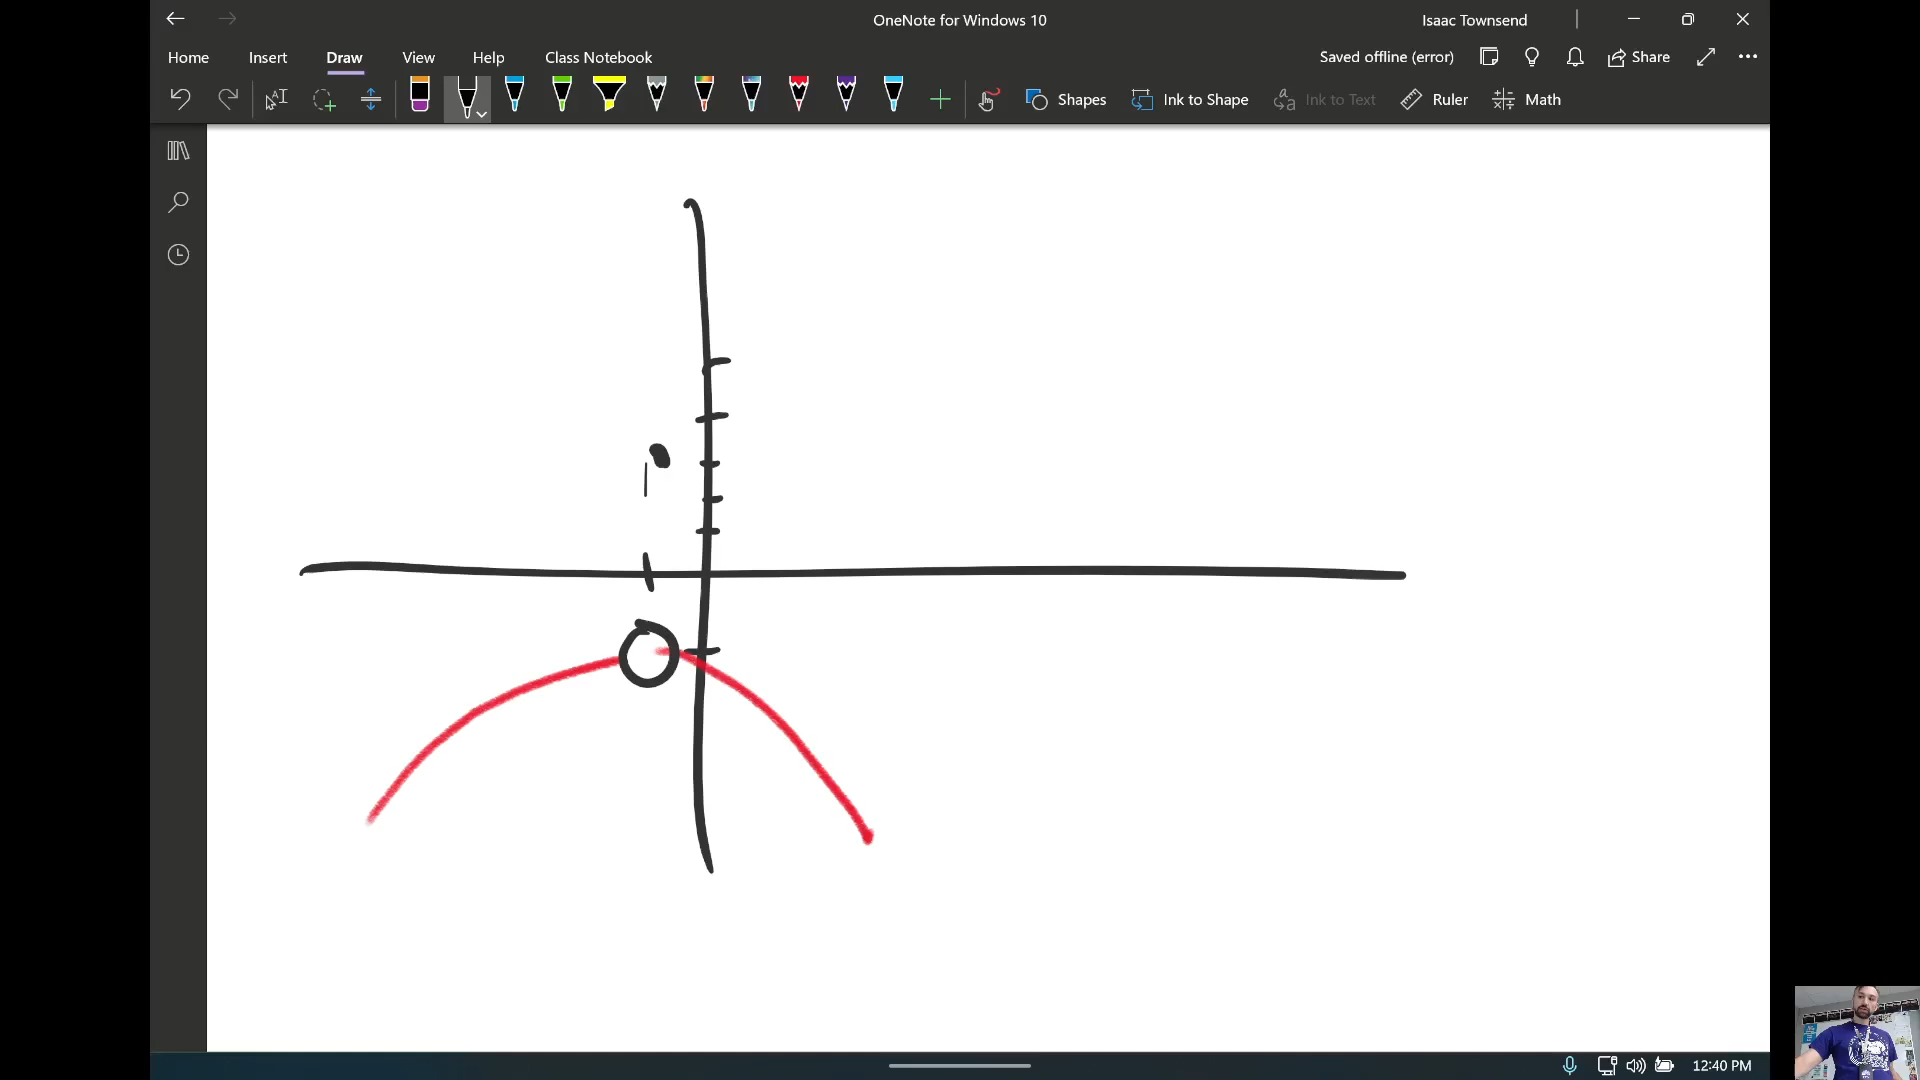 OneNote for Windows 10
Isaac Townsend
Home Insert Draw View Help Class Notebook
Saved offline (error) Share
Shapes Ink to Shape Ink to Text Ruler Math
12:40 PM